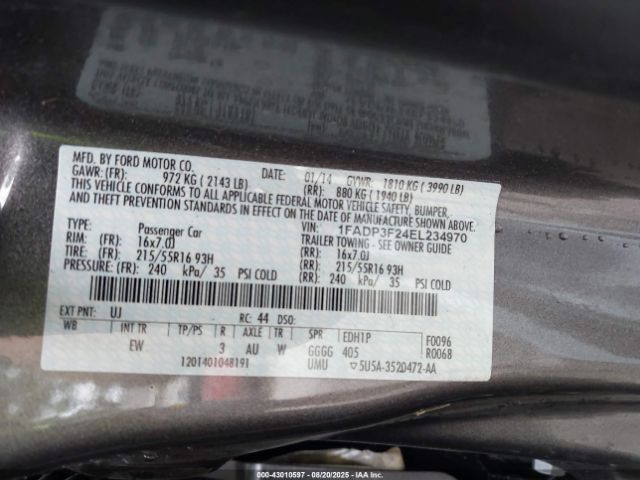 MFD. BY FORD MOTOR CO. DATE: 01/14 GVWR: 1810 KG ( 3990 LB)
GAWR: (FR): 972 KG ( 2143 LB) (RR): 880 KG ( 1940 LB)
THIS VEHICLE CONFORMS TO ALL APPLICABLE FEDERAL MOTOR VEHICLE SAFETY, BUMPER,
AND THEFT PREVENTION STANDARDS IN EFFECT ON THE DATE OF MANUFACTURE SHOWN ABOVE.
VIN: 1FADP3F24EL234970
TYPE: Passenger Car TRAILER TOWING - SEE OWNER GUIDE
RIM: (FR): 16x7.0J (RR): 16x7.0J
TIRE: (FR): 215/55R16 93H (RR): 215/55R16 93H
PRESSURE: (FR): 240 kPa/ 35 PSI COLD (RR): 240 kPa/ 35 PSI COLD
EXT PNT: UJ RC: 44 DSO:
WB INT TR TP/PS R AXLE TR SPR EDH1P F0096
EW 3 AU W GGGG 405 R0068
1201401048191 UMU ▽5U5A-3520472-AA
000-43010597 - 08/20/2025 - © IAA Holdings, LLC